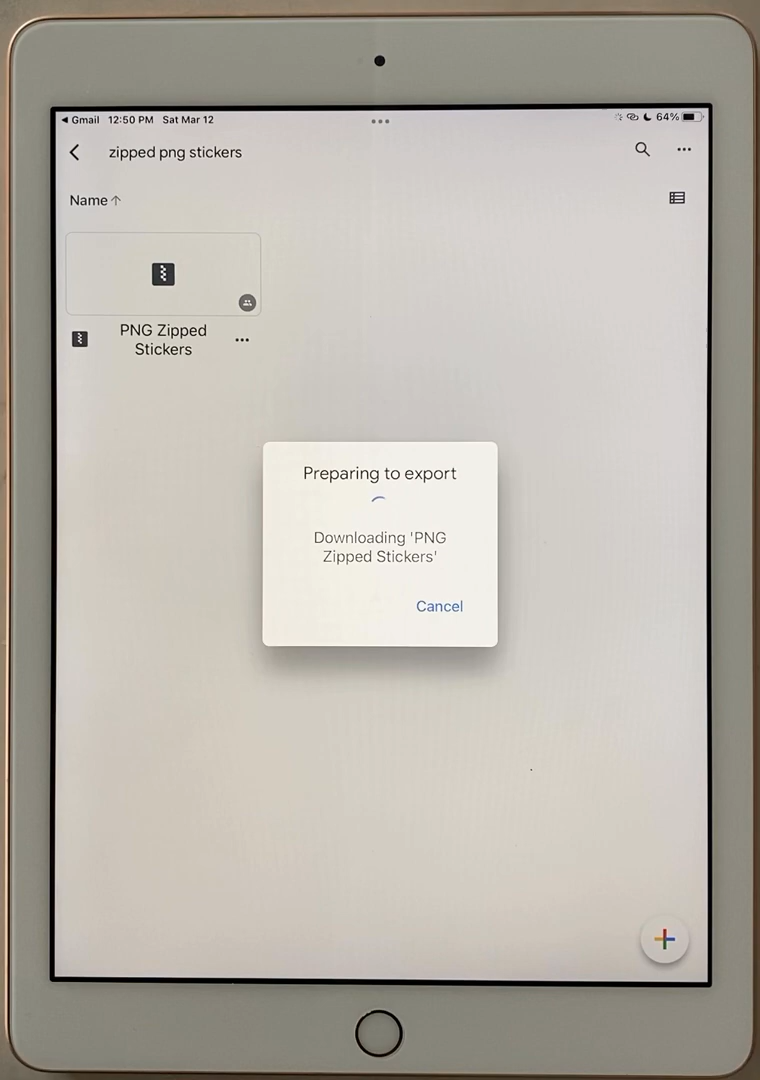 Gmail 12:50 PM Sat Mar 12 64%
zipped png stickers
Name
PNG Zipped
Stickers
Preparing to export
Downloading 'PNG
Zipped Stickers'
Cancel